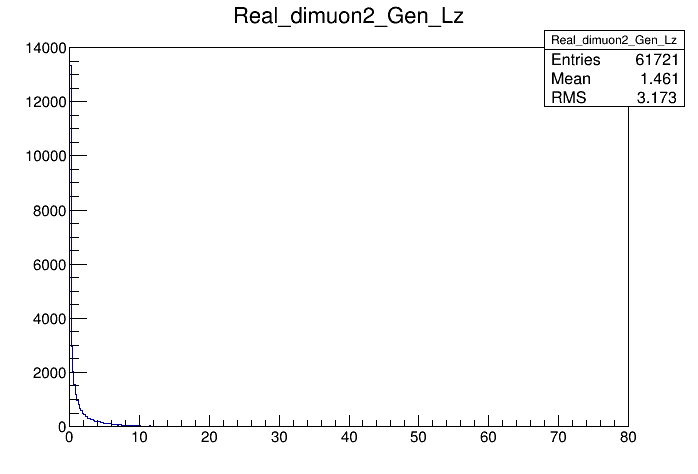 Real_dimuon2_Gen_Lz
Real_dimuon2_Gen_Lz
Entries 61721
Mean 1.461
RMS 3.173
14000
12000
10000
8000
6000
4000
2000
0
0 10 20 30 40 50 60 70 80